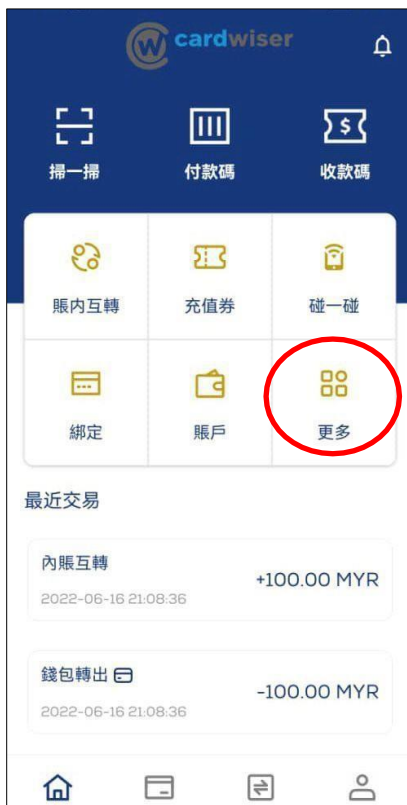 cardwiser
掃一掃
付款碼
收款碼
賬内互轉
充值券
碰一碰
綁定
賬戶
更多
最近交易
內賬互轉
+100.00 MYR
2022-06-16 21:08:36
錢包轉出
-100.00 MYR
2022-06-16 21:08:36